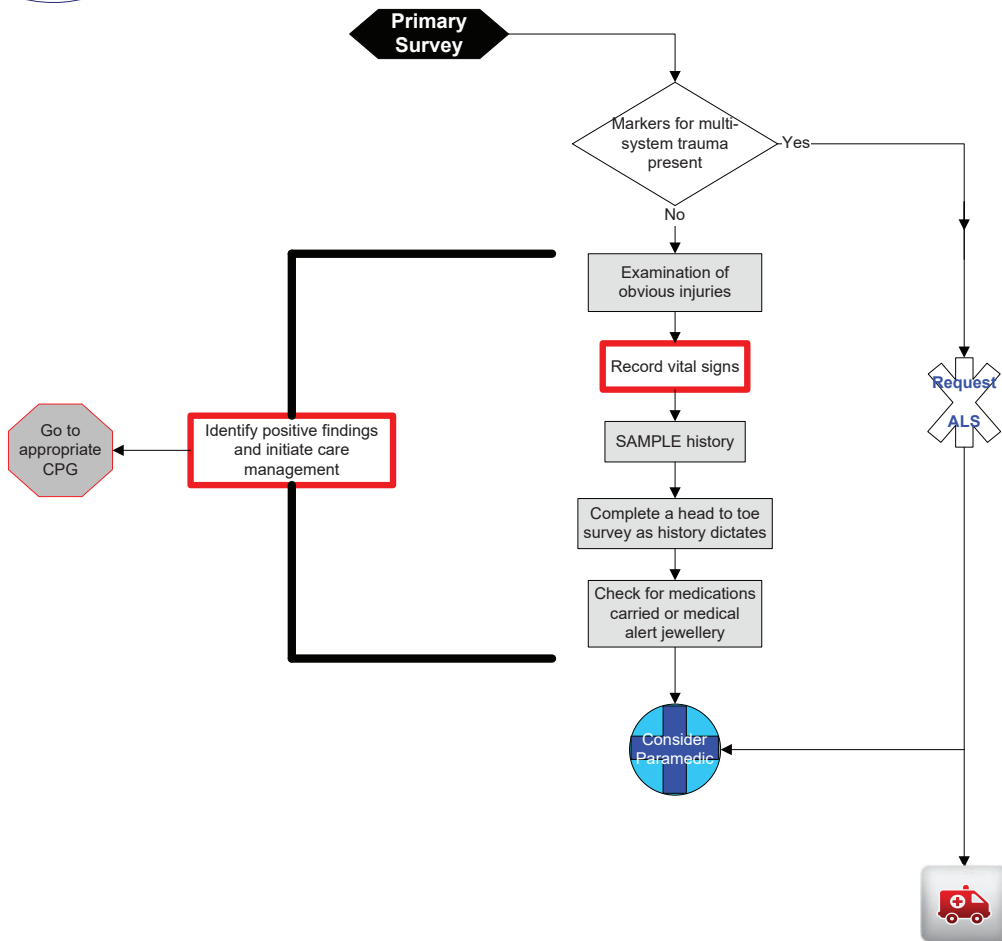 Primary
Survey
Markers for multi-
system trauma
present
Yes
No
Examination of
obvious injuries
Record vital signs
Request
ALS
SAMPLE history
Go to
appropriate
CPG
Identify positive findings
and initiate care
management
Complete a head to toe
survey as history dictates
Check for medications
carried or medical
alert jewellery
Consider
Paramedic